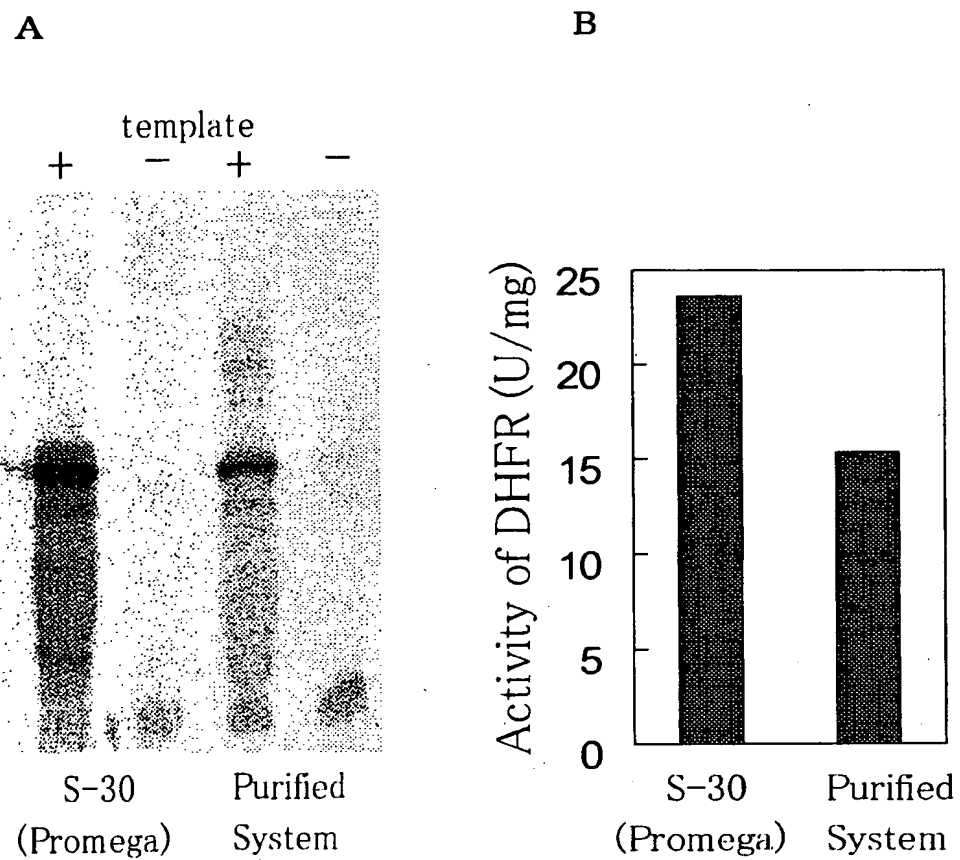 A
template
+ − + −
S-30
(Promega)
Purified
System
B
Activity of DHFR (U/mg)
25
20
15
10
5
0
S-30
(Promega)
Purified
System